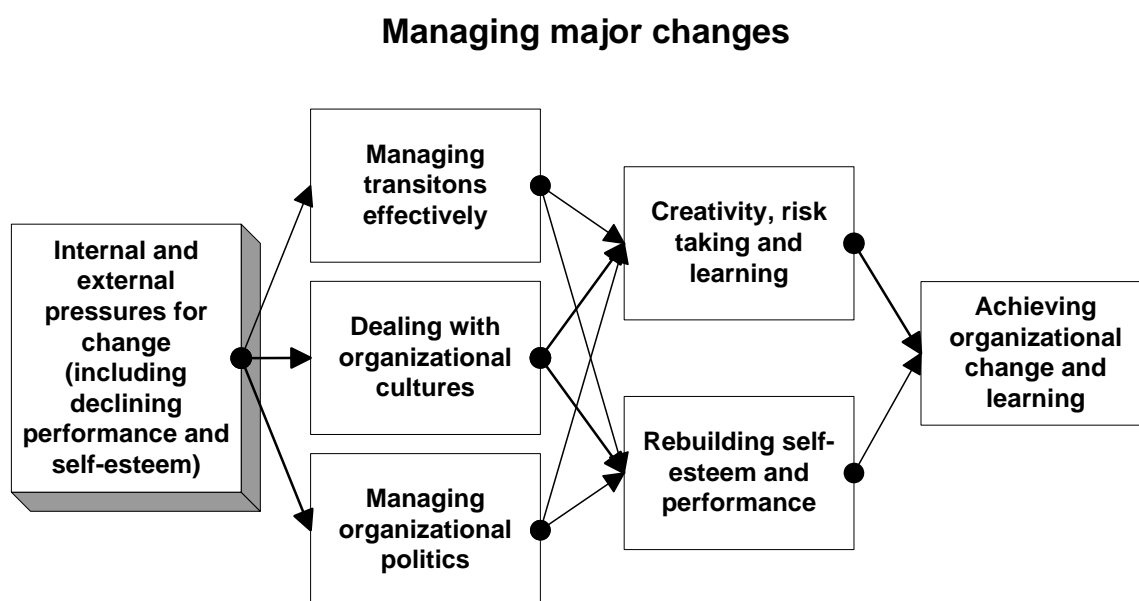 Managing major changes
Internal and
external
pressures for
change
(including
declining
performance and
self-esteem)
Managing
transitons
effectively
Dealing with
organizational
cultures
Managing
organizational
politics
Creativity, risk
taking and
learning
Rebuilding self-
esteem and
performance
Achieving
organizational
change and
learning